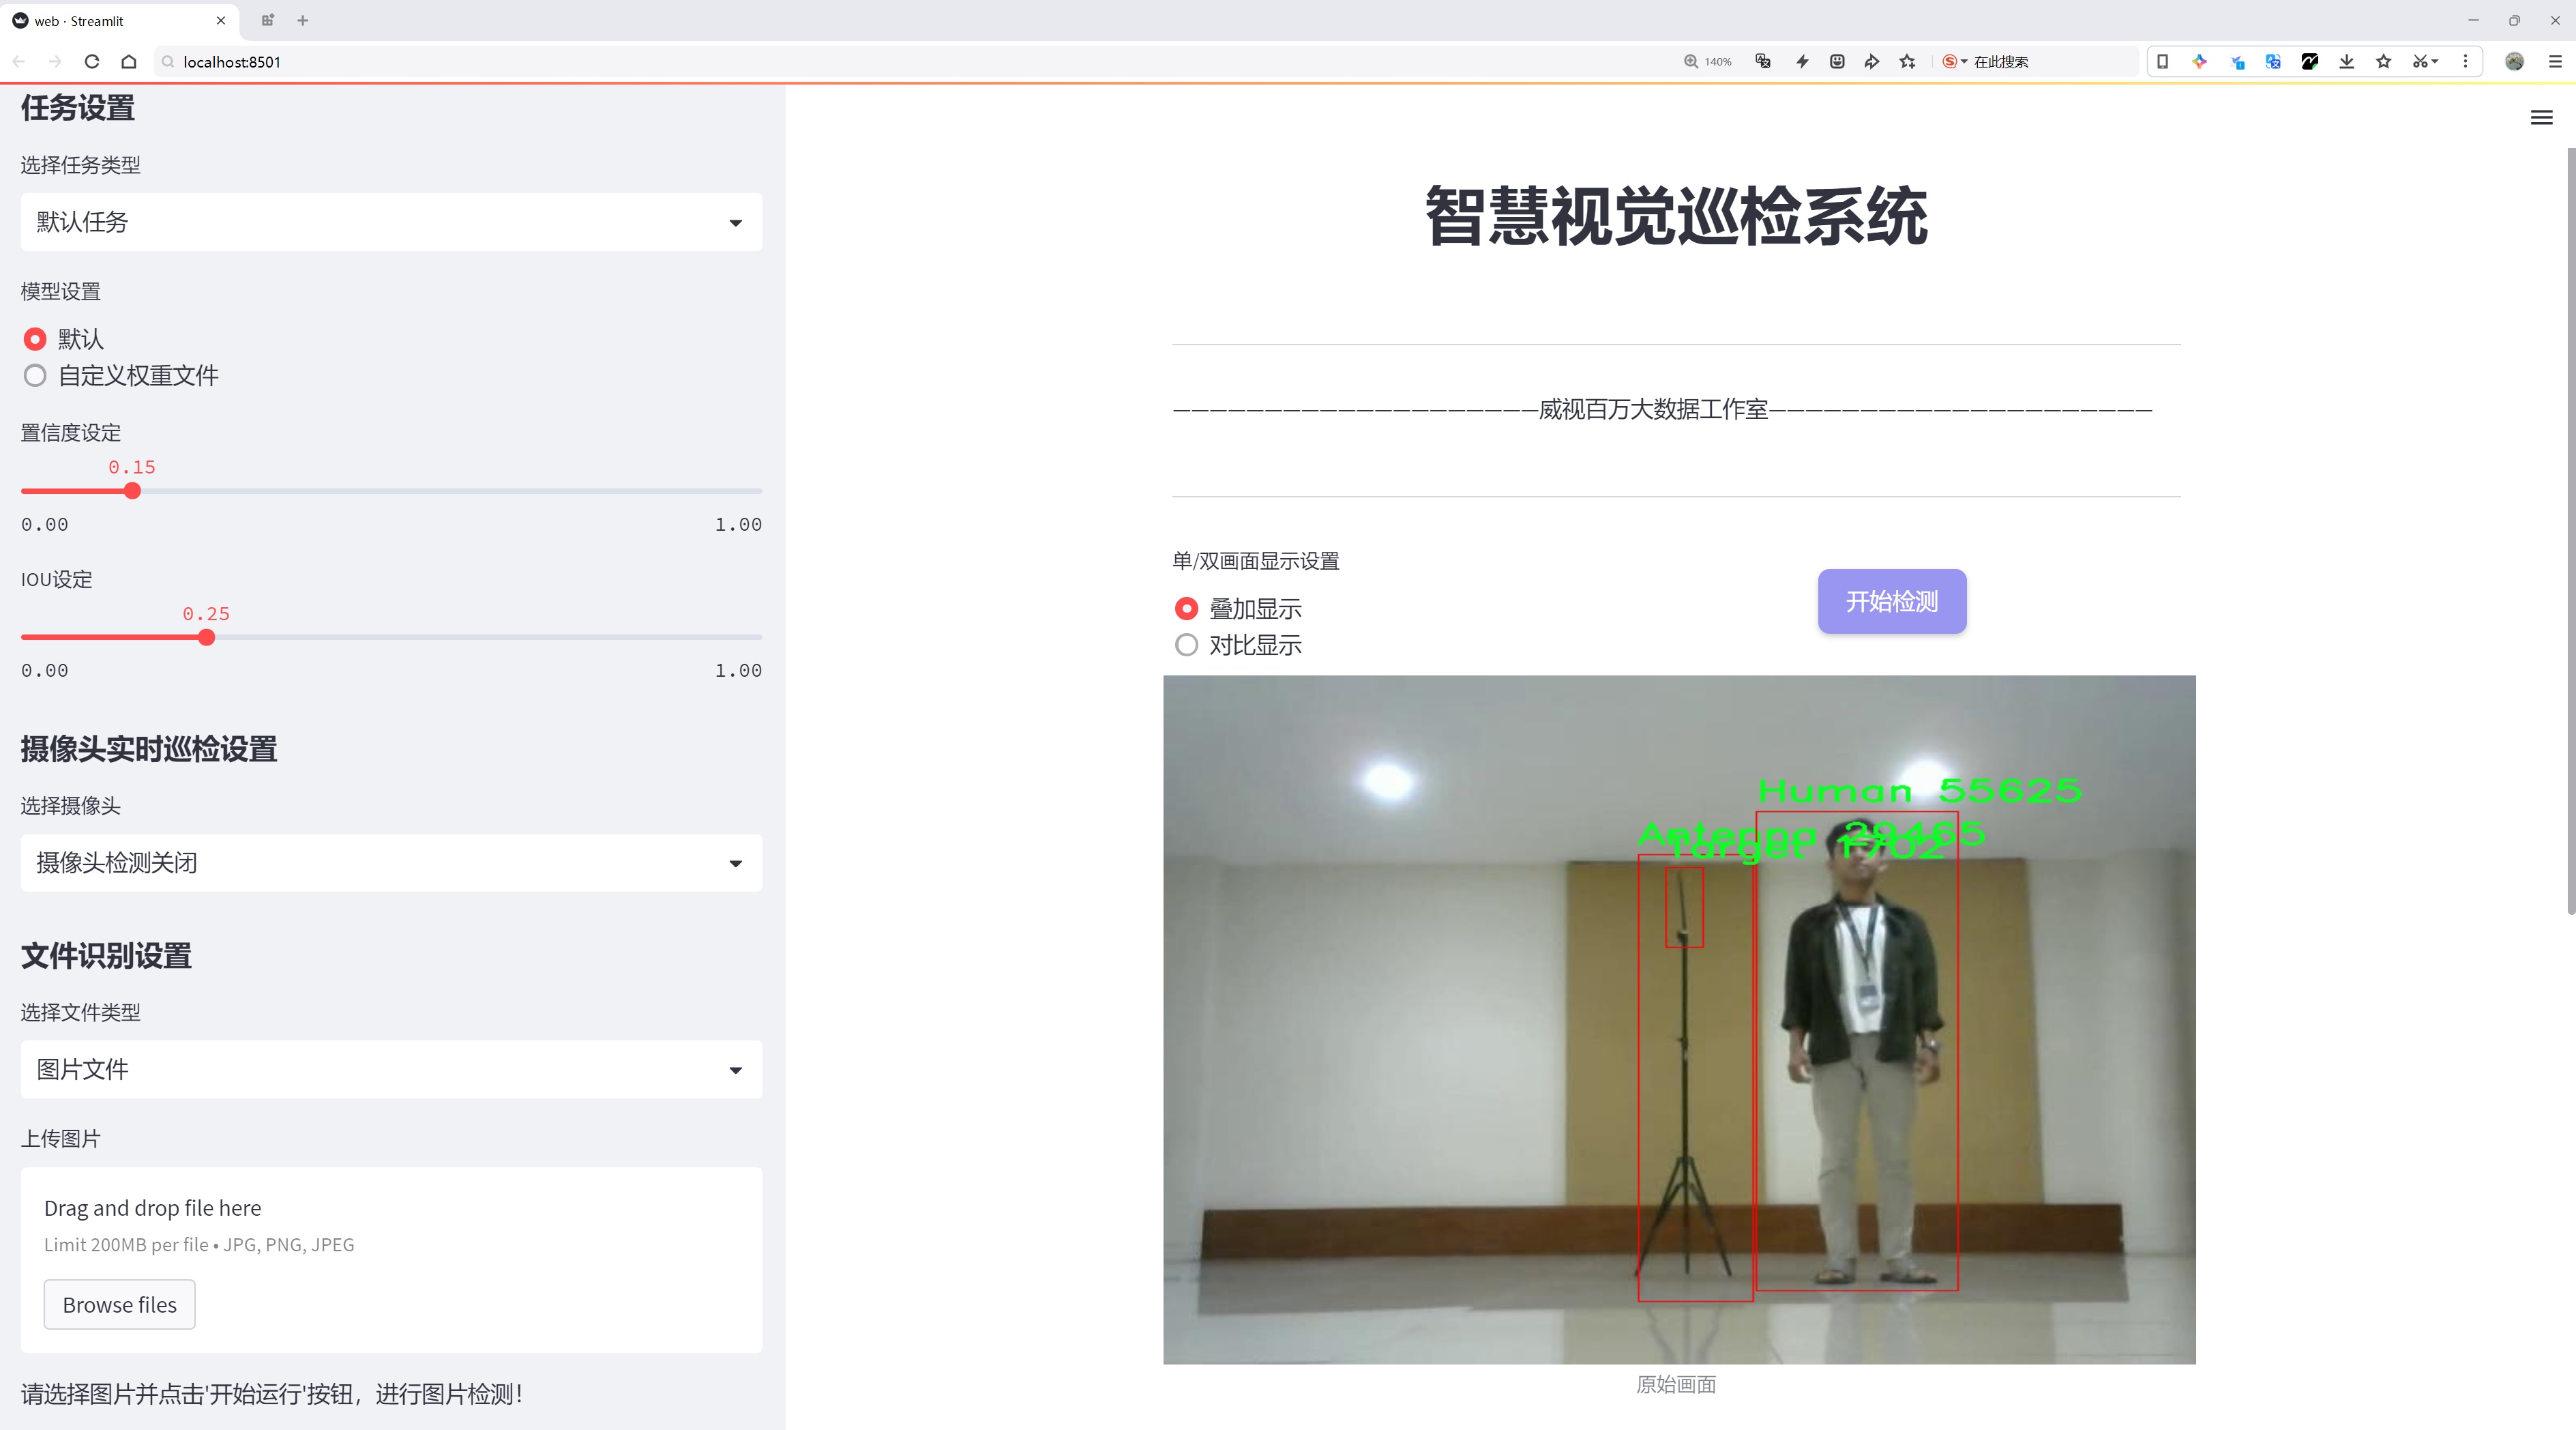 web · Streamlit
localhost:8501
140%
在此搜索
任务设置
选择任务类型
默认任务
模型设置
默认
自定义权重文件
置信度设定
0.15
0.00 1.00
IOU设定
0.25
0.00 1.00
摄像头实时巡检设置
选择摄像头
摄像头检测关闭
文件识别设置
选择文件类型
图片文件
上传图片
Drag and drop file here
Limit 200MB per file • JPG, PNG, JPEG
Browse files
请选择图片并点击'开始运行'按钮，进行图片检测！
智慧视觉巡检系统
————————————————————威视百万大数据工作室—————————————————————
单/双画面显示设置
叠加显示
对比显示
开始检测
Human 55625
Antenna
Target
原始画面